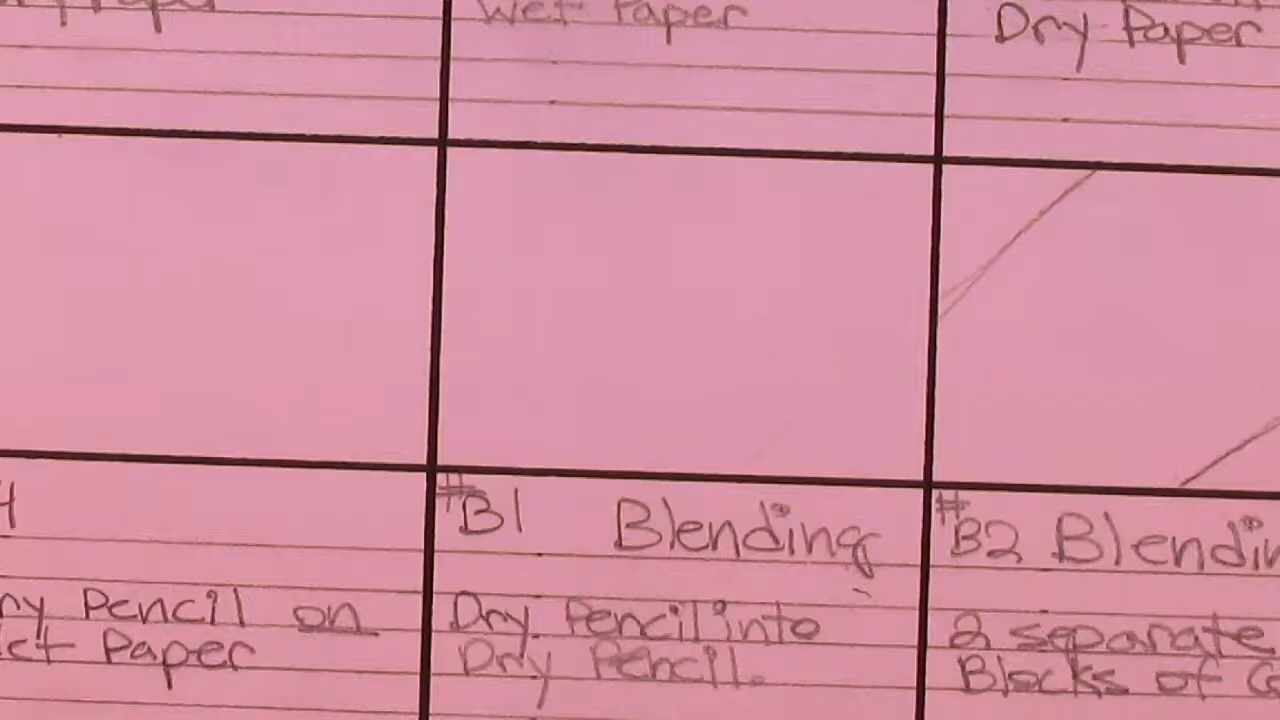 Wet Paper
Dry Paper
#B1 Blending
#B2
Pencil on
Paper
Dry Pencil into
Dry Pencil.
2 separate
Blocks of